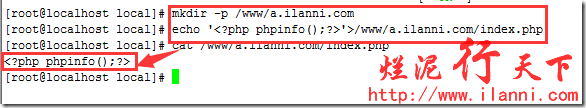 [root@localhost local]# mkdir -p /www/a.ilanni.com
[root@localhost local]# echo '<?php phpinfo();?>'>/www/a.ilanni.com/index.php
[root@localhost local]# cat /www/a.ilanni.com/index.php
<?php phpinfo();?>
[root@localhost local]#
烂泥行天下
http://www.ilanni.com